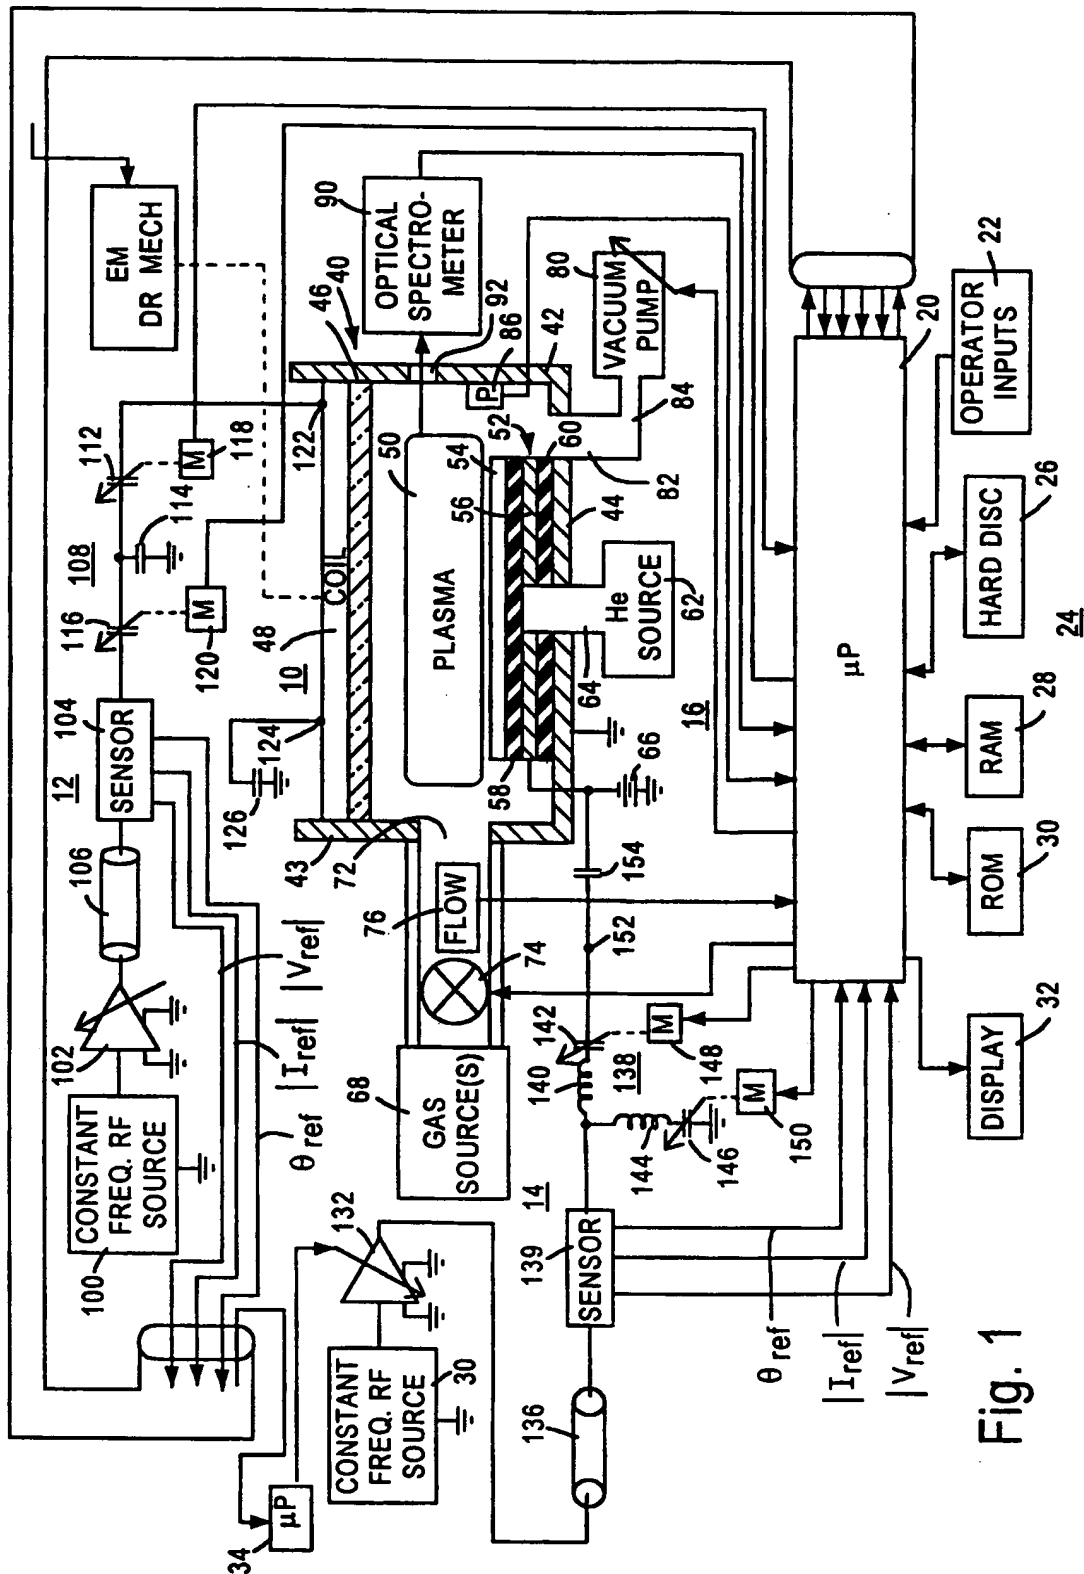 EM
DR MECH
90
OPTICAL
SPECTRO-
METER
46
40
92
86
P
42
80
VACUUM
PUMP
84
82
20
22
OPERATOR
INPUTS
112
M
118
114
108
116
M
120
122
COIL
48
10
50
PLASMA
52
54
56
60
44
58
62
He
SOURCE
64
16
66
µP
26
HARD DISC
24
28
RAM
30
ROM
32
DISPLAY
104
SENSOR
12
124
126
43
72
106
102
76
FLOW
74
68
GAS
SOURCE(S)
154
152
142
140
138
M
148
144
146
M
150
|Vref|
|Iref|
θref
CONSTANT
FREQ. RF
SOURCE
100
132
14
139
SENSOR
CONSTANT
FREQ. RF
SOURCE
30
136
34
µP
θref
|Iref|
|Vref|
Fig. 1